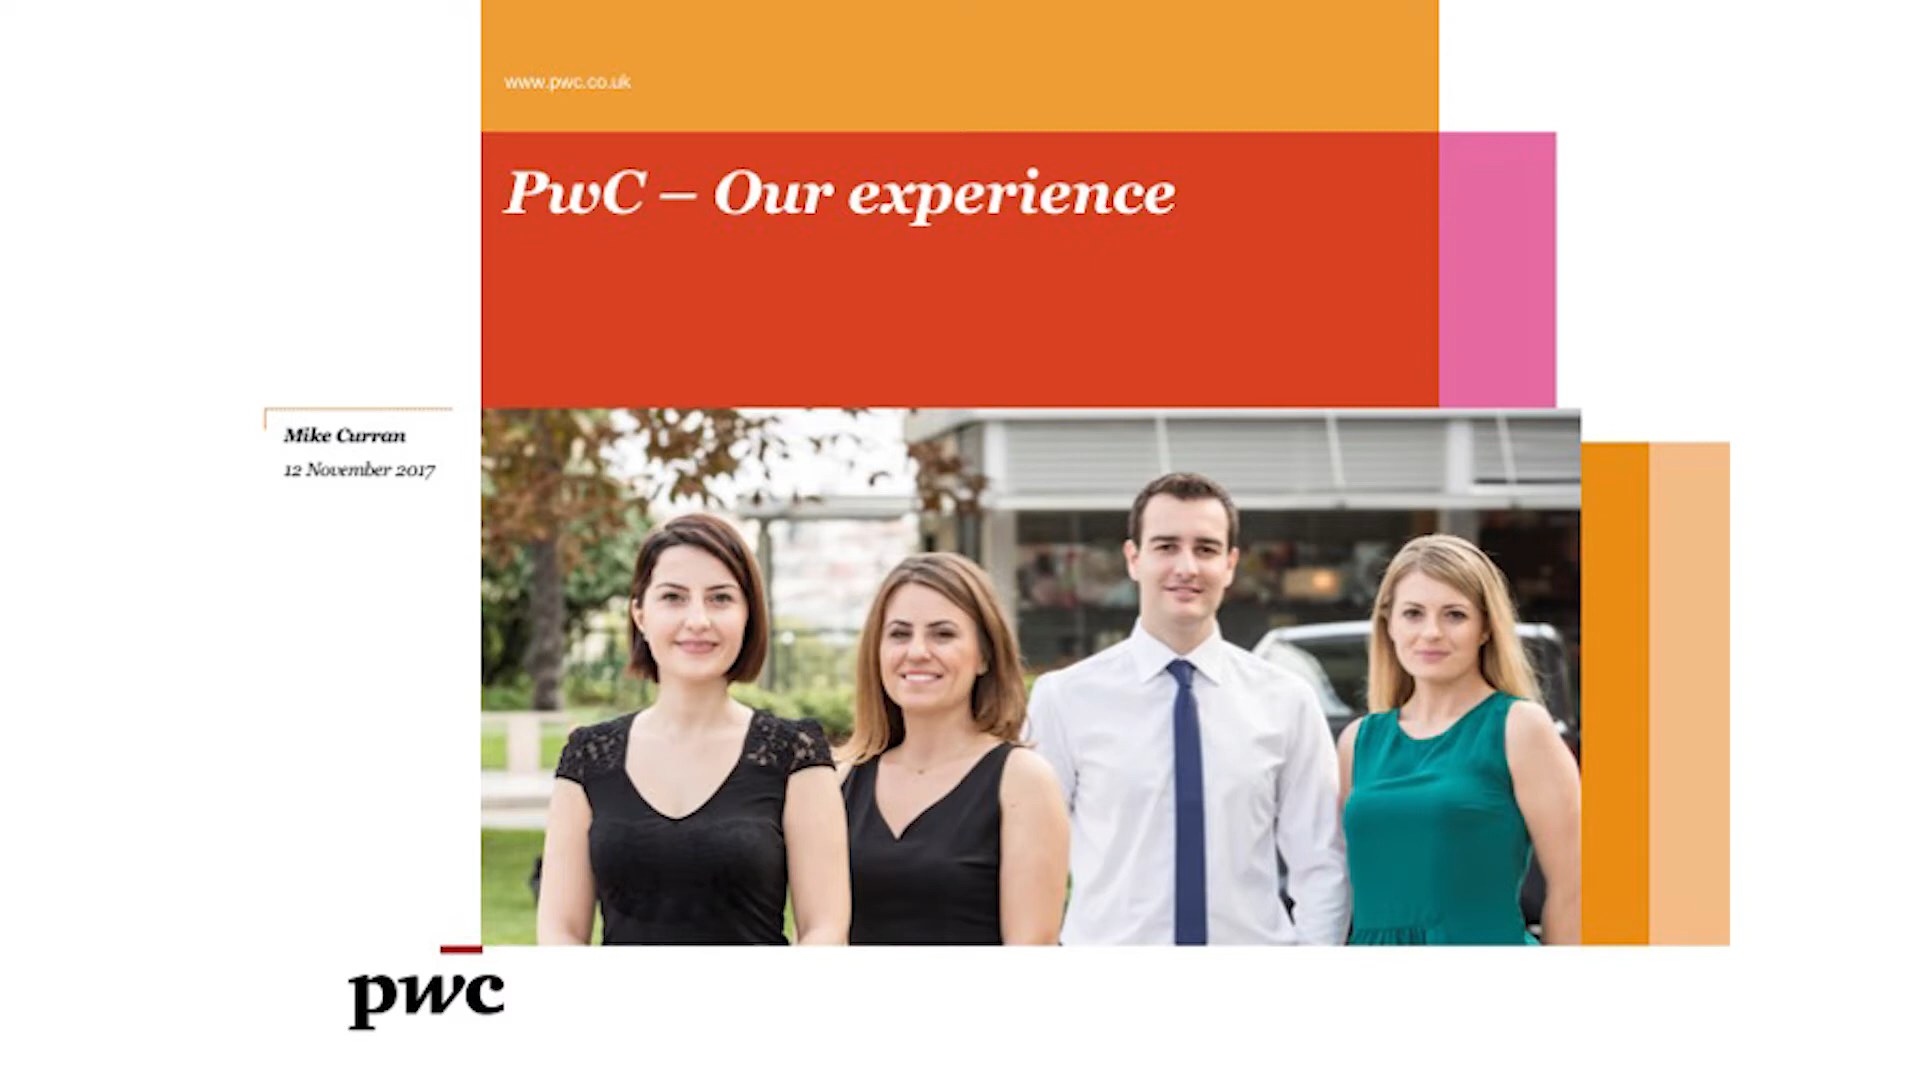 www.pwc.co.uk
PwC – Our experience
Mike Curran
12 November 2017
pwc